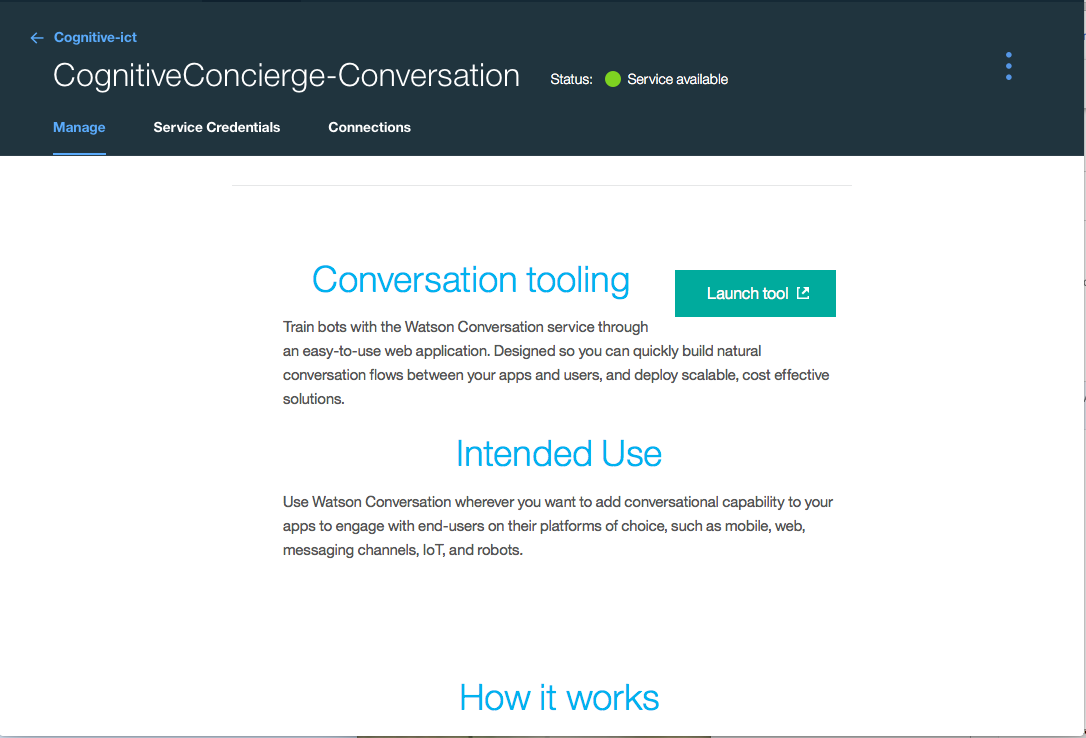 Cognitive-ict
CognitiveConcierge-Conversation
Status: Service available
Manage Service Credentials Connections
Conversation tooling
Launch tool
Train bots with the Watson Conversation service through
an easy-to-use web application. Designed so you can quickly build natural
conversation flows between your apps and users, and deploy scalable, cost effective
solutions.
Intended Use
Use Watson Conversation wherever you want to add conversational capability to your
apps to engage with end-users on their platforms of choice, such as mobile, web,
messaging channels, IoT, and robots.
How it works